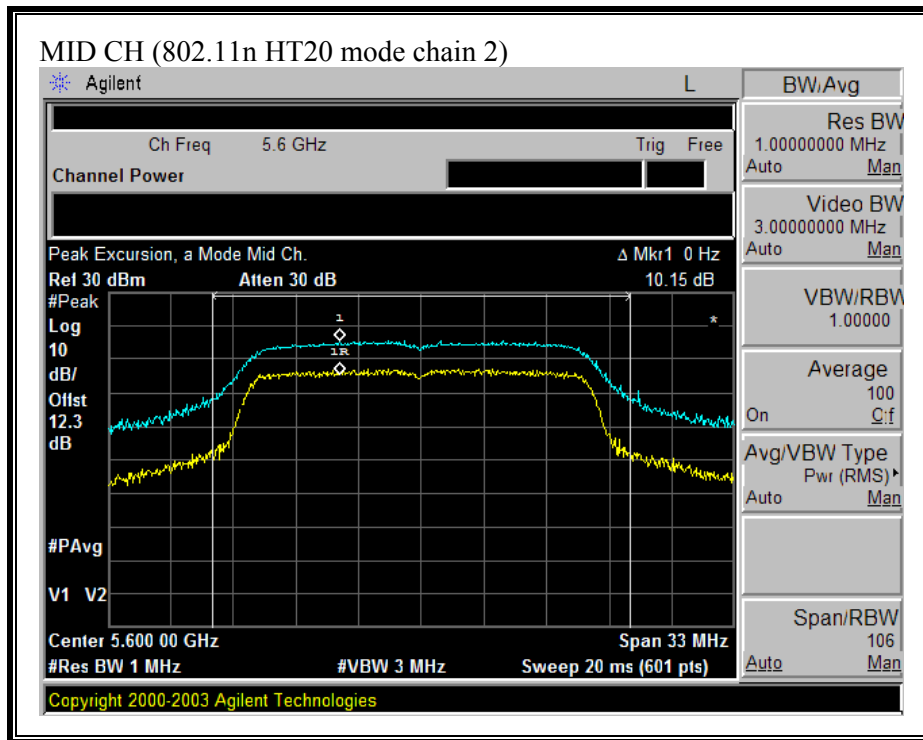 MID CH (802.11n HT20 mode chain 2)
Agilent L
BW/Avg
Ch Freq 5.6 GHz Trig Free
Channel Power
Peak Excursion, a Mode Mid Ch.
Δ Mkr1 0 Hz
Ref 30 dBm Atten 30 dB 10.15 dB
#Peak
Log
10
dB/
Offst
12.3
dB
1
1R
*
#PAvg
V1 V2
Center 5.600 00 GHz Span 33 MHz
#Res BW 1 MHz #VBW 3 MHz Sweep 20 ms (601 pts)
Copyright 2000-2003 Agilent Technologies
Res BW
1.00000000 MHz
Auto Man
Video BW
3.00000000 MHz
Auto Man
VBW/RBW
1.00000
Average
100
On
Avg/VBW Type
Pwr (RMS)
Auto Man
Span/RBW
106
Auto Man